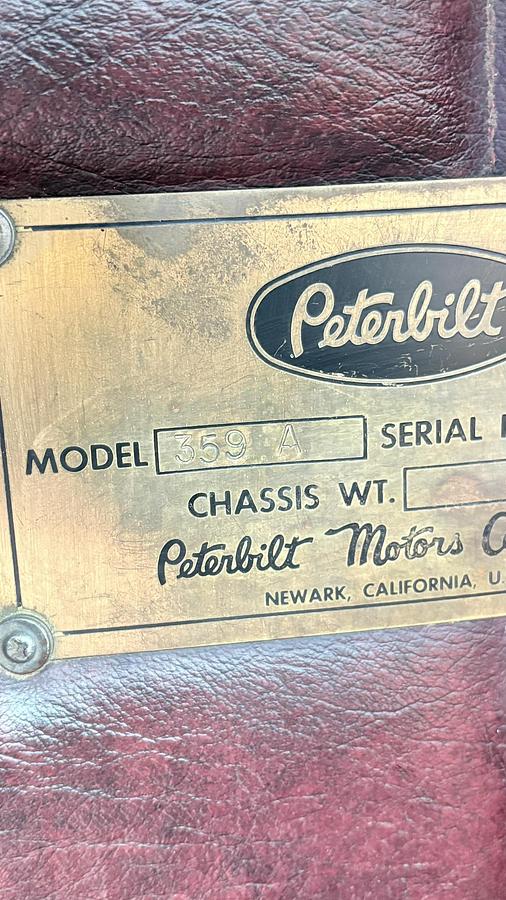 Peterbilt
MODEL 359 A SERIAL
CHASSIS WT.
Peterbilt Motors
NEWARK, CALIFORNIA, U.